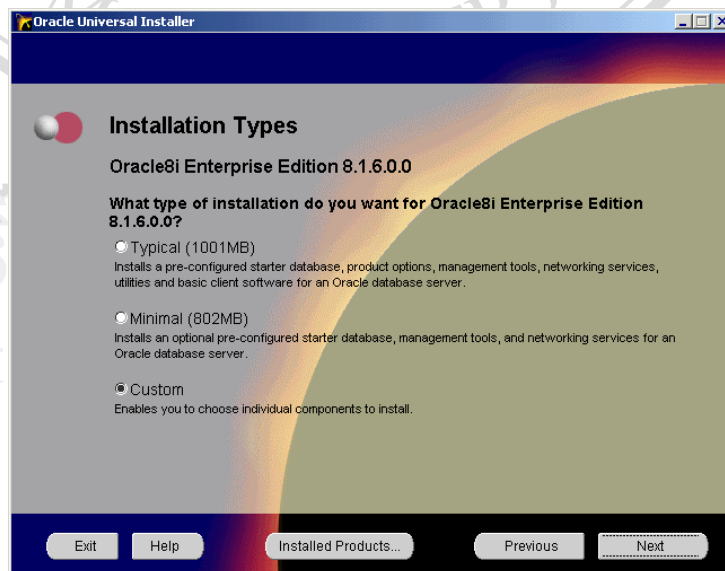 Oracle Universal Installer
Installation Types
Oracle8i Enterprise Edition 8.1.6.0.0
What type of installation do you want for Oracle8i Enterprise Edition
8.1.6.0.0?
Typical (1001MB)
Installs a pre-configured starter database, product options, management tools, networking services,
utilities and basic client software for an Oracle database server.
Minimal (802MB)
Installs an optional pre-configured starter database, management tools, and networking services for an
Oracle database server.
Custom
Enables you to choose individual components to install.
Exit Help Installed Products... Previous Next